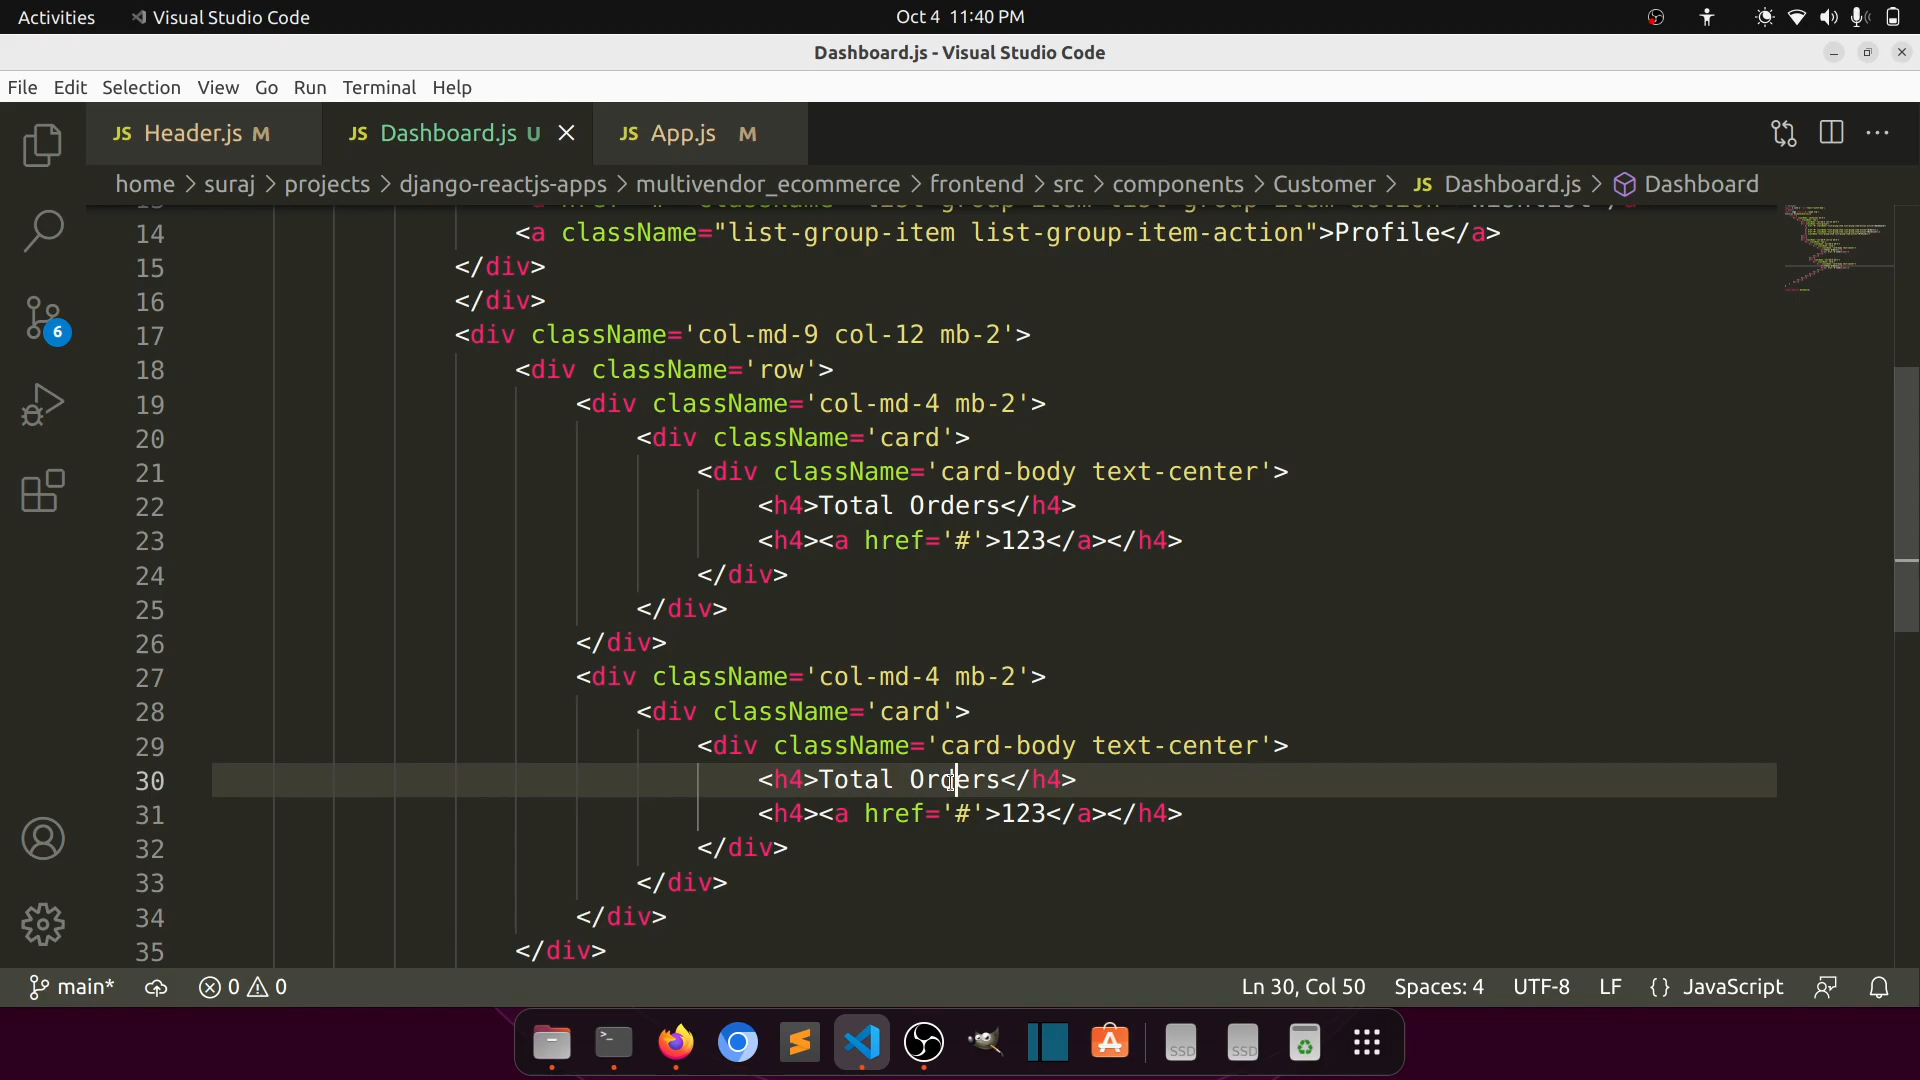 Activities
Visual Studio Code
Oct 4 11:40 PM
Dashboard.js - Visual Studio Code
File Edit Selection View Go Run Terminal Help
JS Header.js M
JS Dashboard.js U
JS App.js M
home > suraj > projects > django-reactjs-apps > multivendor_ecommerce > frontend > src > components > Customer > JS Dashboard.js > Dashboard
14 <a className="list-group-item list-group-item-action">Profile</a>
15 </div>
16 </div>
17 <div className='col-md-9 col-12 mb-2'>
18 <div className='row'>
19 <div className='col-md-4 mb-2'>
20 <div className='card'>
21 <div className='card-body text-center'>
22 <h4>Total Orders</h4>
23 <h4><a href='#'>123</a></h4>
24 </div>
25 </div>
26 </div>
27 <div className='col-md-4 mb-2'>
28 <div className='card'>
29 <div className='card-body text-center'>
30 <h4>Total Orders</h4>
31 <h4><a href='#'>123</a></h4>
32 </div>
33 </div>
34 </div>
35 </div>
6
main*
0 0
Ln 30, Col 50
Spaces: 4
UTF-8
LF
{ } JavaScript
SSD
SSD